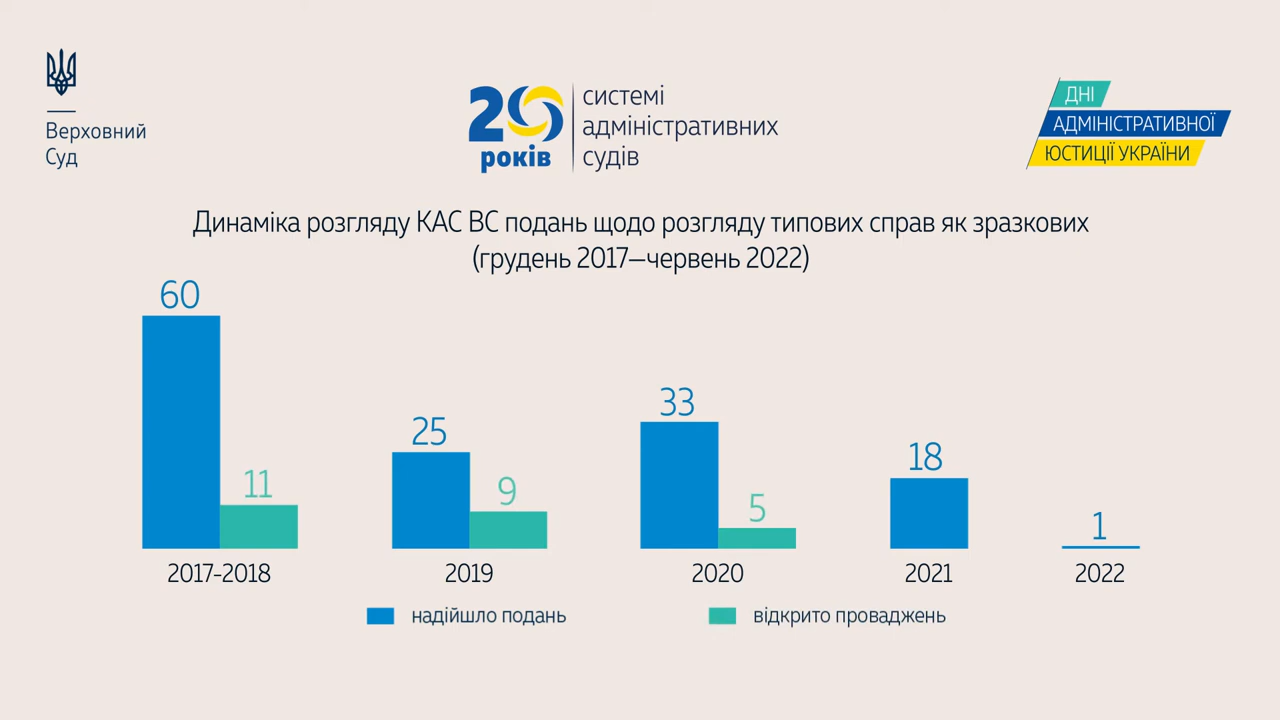 Верховний
Суд
20
років
системі
адміністративних
судів
ДНІ
АДМІНІСТРАТИВНОЇ
ЮСТИЦІЇ УКРАЇНИ
Динаміка розгляду КАС ВС подань щодо розгляду типових справ як зразкових
(грудень 2017—червень 2022)
60
11
25
9
33
5
18
1
2017-2018
2019
2020
2021
2022
надійшло подань
відкрито проваджень